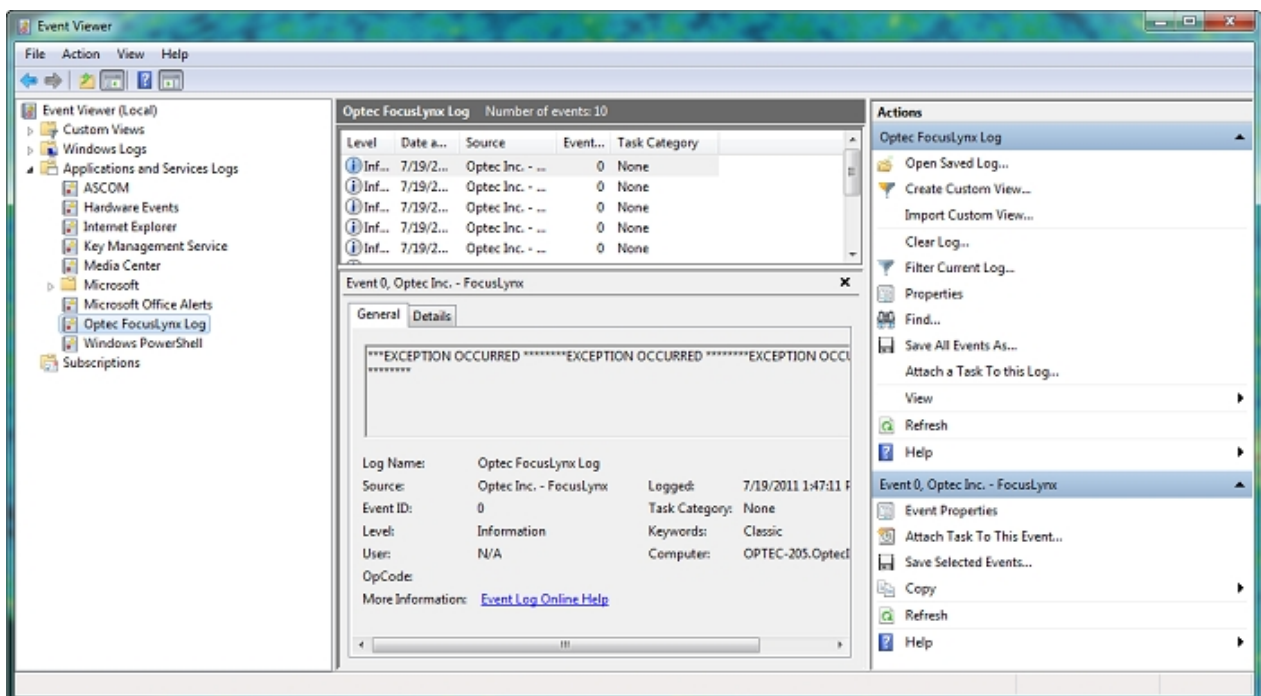 Event Viewer
File Action View Help
Event Viewer (Local)
Custom Views
Windows Logs
Applications and Services Logs
ASCOM
Hardware Events
Internet Explorer
Key Management Service
Media Center
Microsoft
Microsoft Office Alerts
Optec FocusLynx Log
Windows PowerShell
Subscriptions
Optec FocusLynx Log Number of events: 10
Level Date a... Source Event... Task Category
Inf... 7/19/2... Optec Inc. - ... 0 None
Inf... 7/19/2... Optec Inc. - ... 0 None
Inf... 7/19/2... Optec Inc. - ... 0 None
Inf... 7/19/2... Optec Inc. - ... 0 None
Inf... 7/19/2... Optec Inc. - ... 0 None
Event 0, Optec Inc. - FocusLynx
General Details
***EXCEPTION OCCURRED ********EXCEPTION OCCURRED ********EXCEPTION OCCU
********
Log Name: Optec FocusLynx Log
Source: Optec Inc. - FocusLynx Logged: 7/19/2011 1:47:11 P
Event ID: 0 Task Category: None
Level: Information Keywords: Classic
User: N/A Computer: OPTEC-205.OptecI
OpCode:
More Information: Event Log Online Help
Actions
Optec FocusLynx Log
Open Saved Log...
Create Custom View...
Import Custom View...
Clear Log...
Filter Current Log...
Properties
Find...
Save All Events As...
Attach a Task To this Log...
View
Refresh
Help
Event 0, Optec Inc. - FocusLynx
Event Properties
Attach Task To This Event...
Save Selected Events...
Copy
Refresh
Help